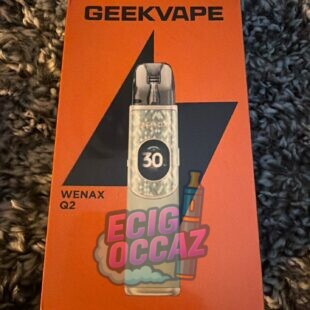 GEEKVAPE
30
WENAX
Q2
ECIG
OCCAZ